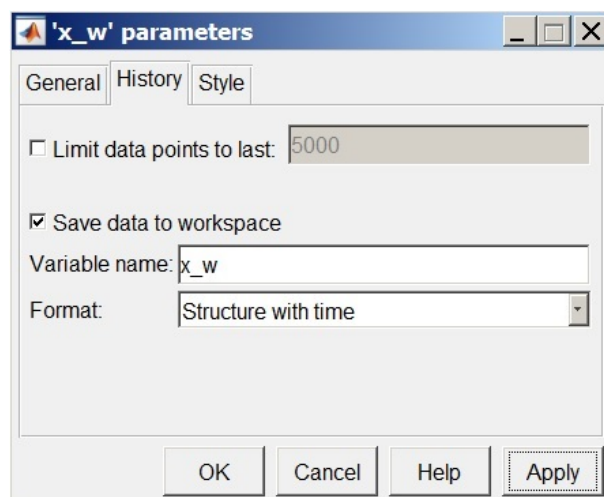 'x_w' parameters
General History Style
Limit data points to last: 5000
Save data to workspace
Variable name: x_w
Format: Structure with time
OK Cancel Help Apply